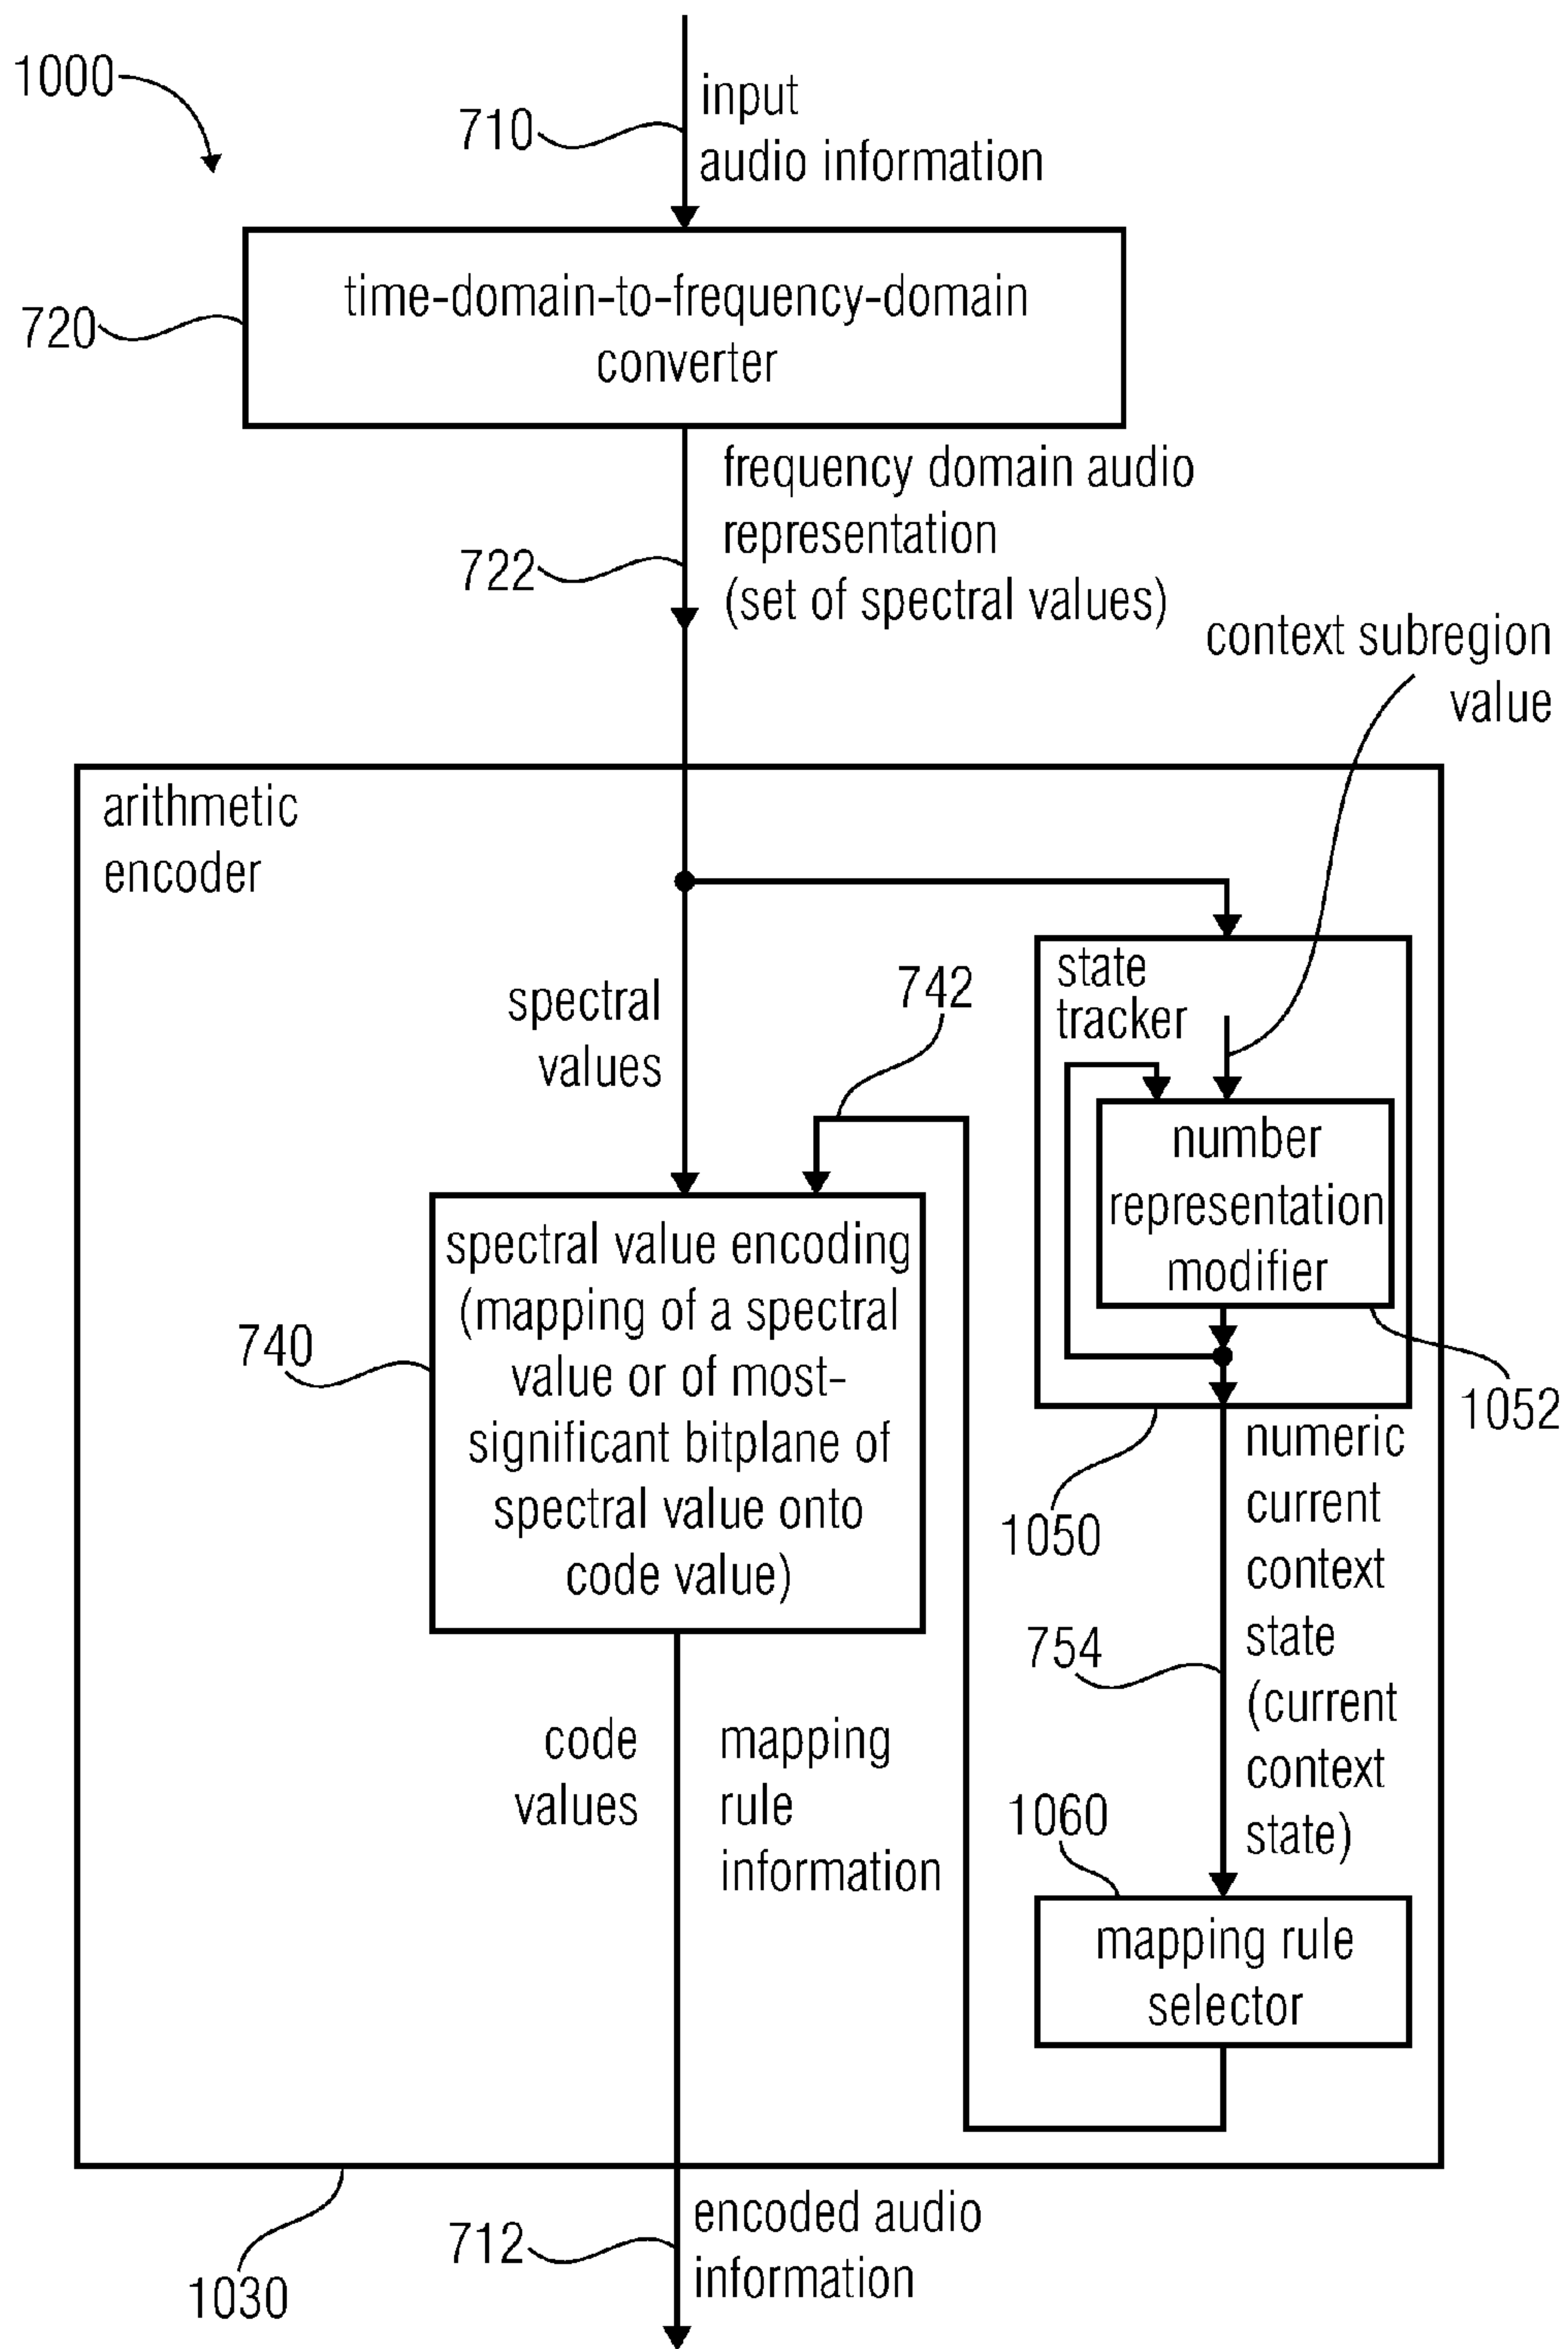 1000
710
input
audio information
720
time-domain-to-frequency-domain
converter
722
frequency domain audio
representation
(set of spectral values)
context subregion
value
arithmetic
encoder
spectral
values
742
state
tracker
number
representation
modifier
1052
740
spectral value encoding
(mapping of a spectral
value or of most-
significant bitplane of
spectral value onto
code value)
1050
754
numeric
current
context
state
(current
context
state)
code
values
mapping
rule
information
1060
mapping rule
selector
1030
712
encoded audio
information